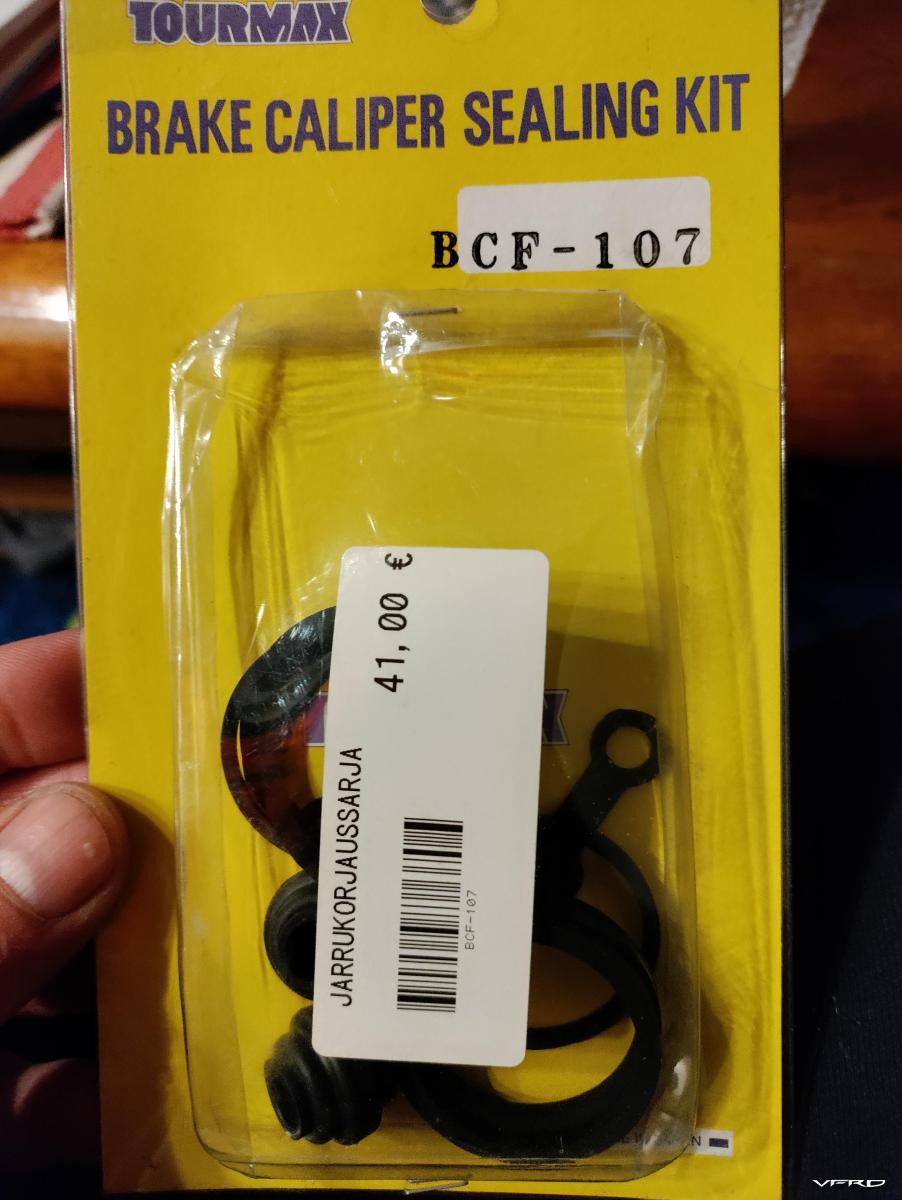 TOURMAX
BRAKE CALIPER SEALING KIT
BCF-107
41,00 €
JARRUKORJAUSSARJA
BCF-107
VFRD